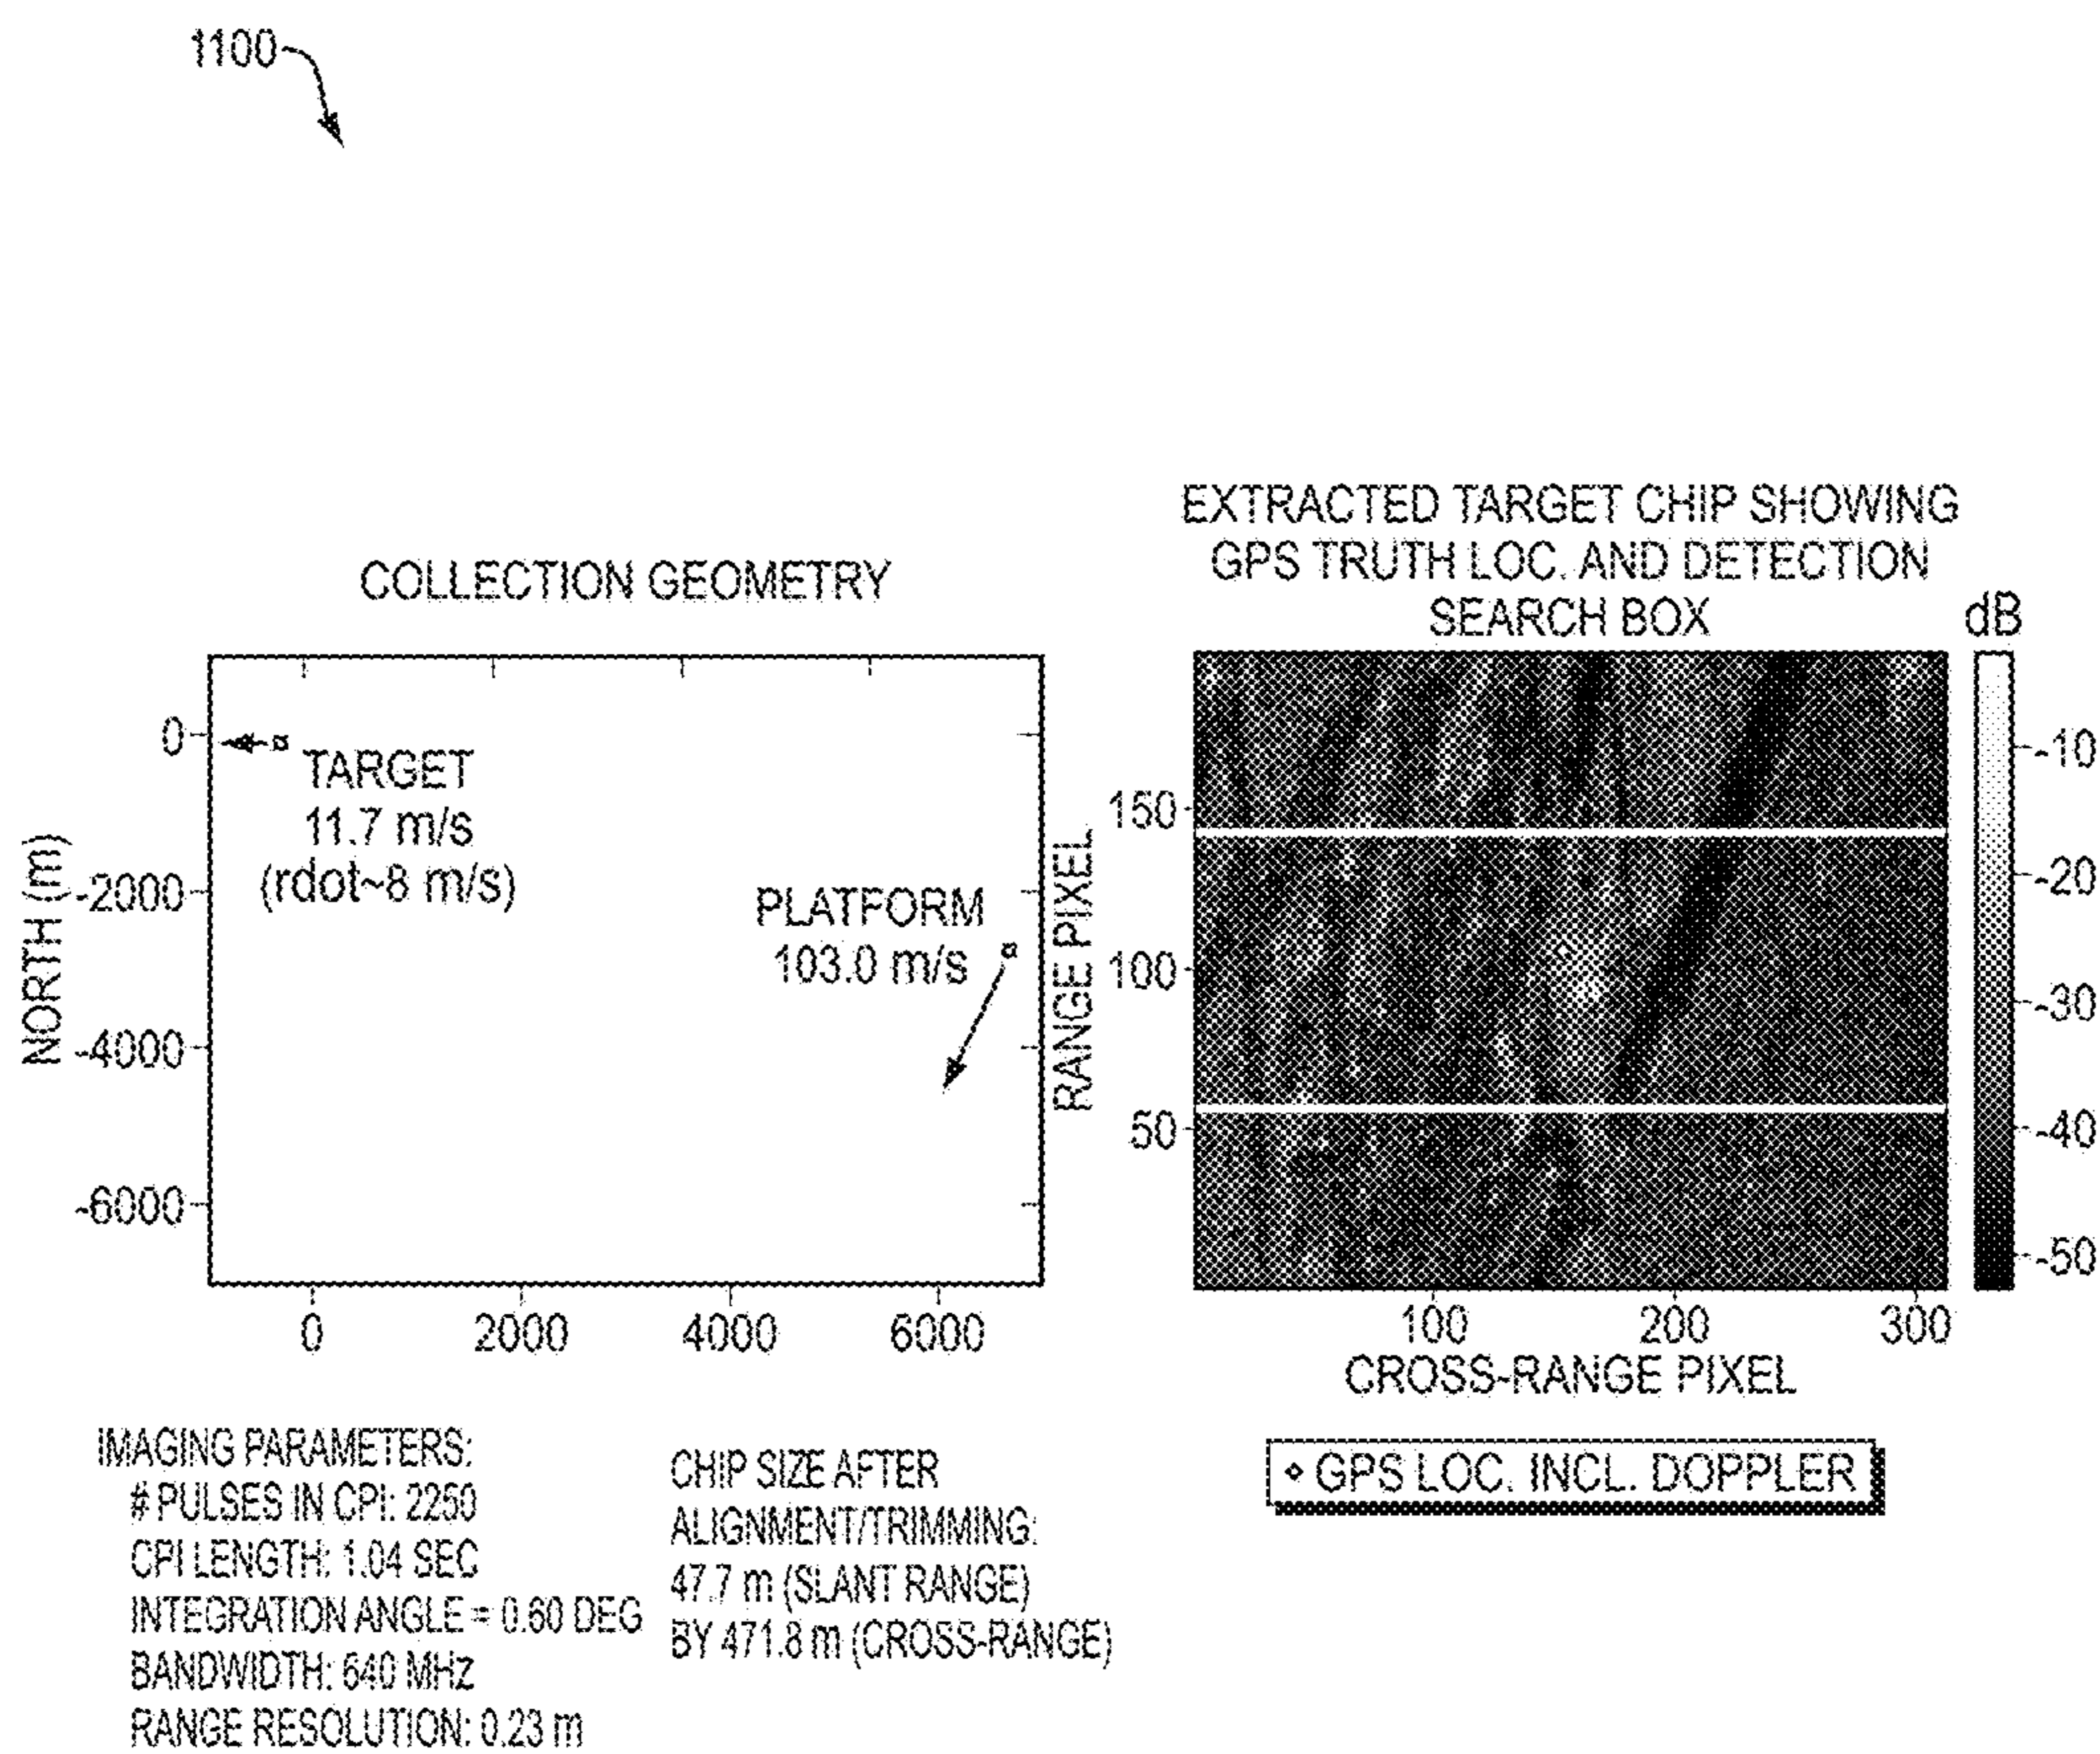 1100
COLLECTION GEOMETRY
NORTH (m)
0
-2000
-4000
-6000
TARGET
11.7 m/s
(rdot~8 m/s)
PLATFORM
103.0 m/s
0 2000 4000 6000
EXTRACTED TARGET CHIP SHOWING
GPS TRUTH LOC. AND DETECTION
SEARCH BOX
dB
RANGE PIXEL
150
100
50
-10
-20
-30
-40
-50
100 200 300
CROSS-RANGE PIXEL
GPS LOC. INCL. DOPPLER
IMAGING PARAMETERS:
# PULSES IN CPI: 2250
CPI LENGTH: 1.04 SEC
INTEGRATION ANGLE = 0.60 DEG
BANDWIDTH: 640 MHz
RANGE RESOLUTION: 0.23 m
CHIP SIZE AFTER
ALIGNMENT/TRIMMING:
47.7 m (SLANT RANGE)
BY 471.8 m (CROSS-RANGE)